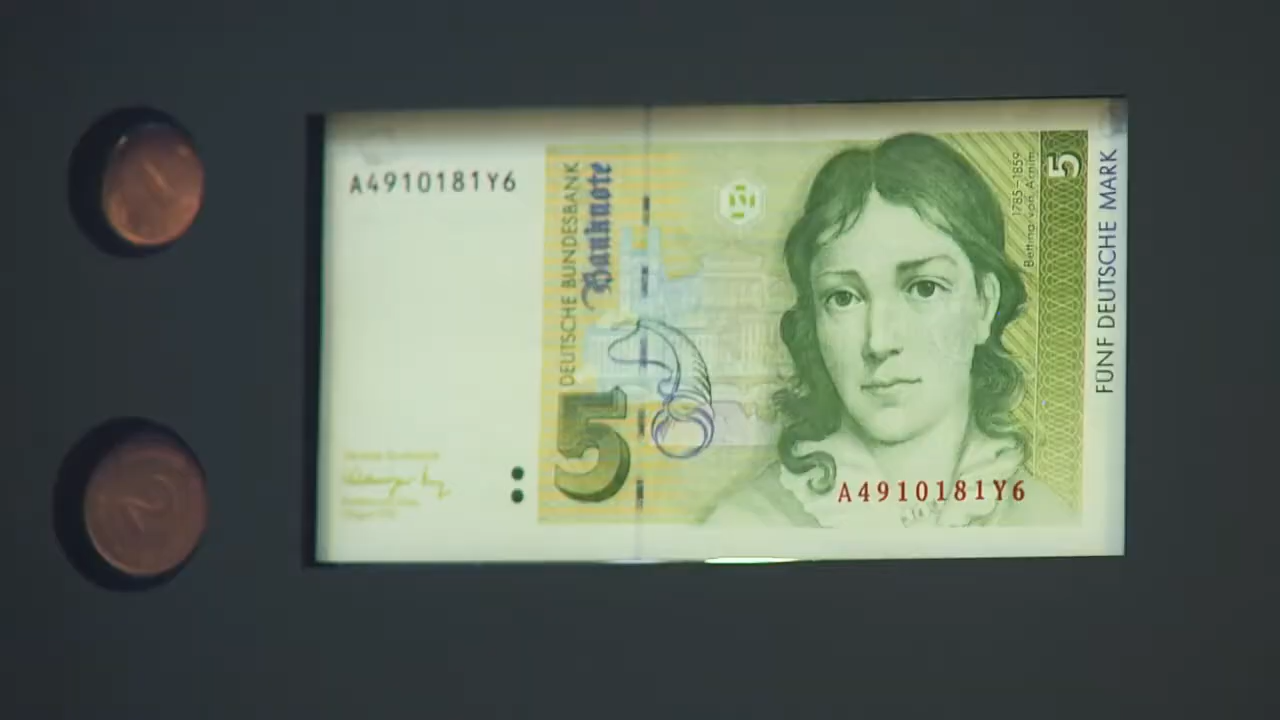 A4910181Y6
DEUTSCHE BUNDESBANK
Banknote
5
1785-1859
Bettina von Arnim
5
FÜNF DEUTSCHE MARK
A4910181Y6